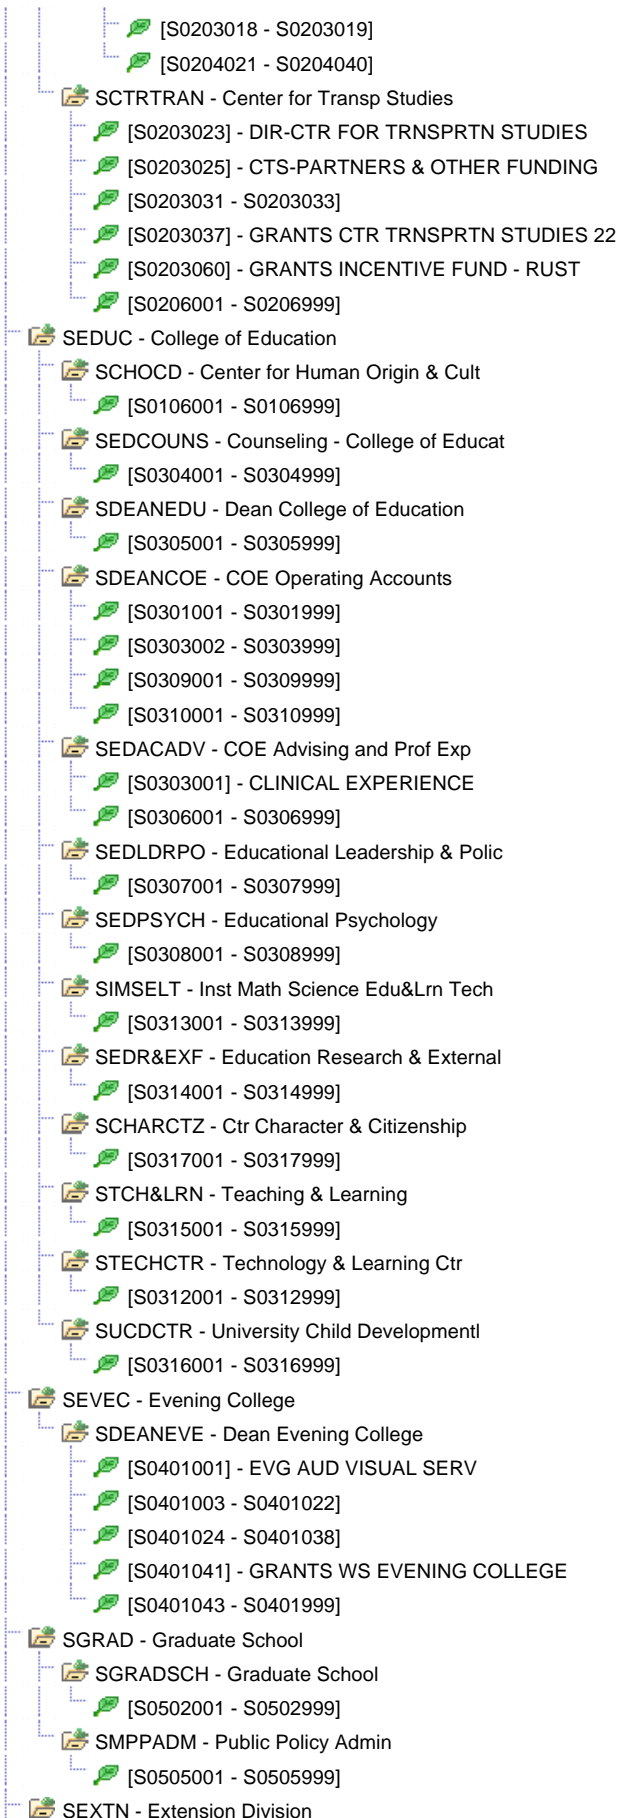 [S0203018 - S0203019]
[S0204021 - S0204040]
SCTRTRAN - Center for Transp Studies
[S0203023] - DIR-CTR FOR TRNSPRTN STUDIES
[S0203025] - CTS-PARTNERS & OTHER FUNDING
[S0203031 - S0203033]
[S0203037] - GRANTS CTR TRNSPRTN STUDIES 22
[S0203060] - GRANTS INCENTIVE FUND - RUST
[S0206001 - S0206999]
SEDUC - College of Education
SCHOCD - Center for Human Origin & Cult
[S0106001 - S0106999]
SEDCOUNS - Counseling - College of Educat
[S0304001 - S0304999]
SDEANEDU - Dean College of Education
[S0305001 - S0305999]
SDEANCOE - COE Operating Accounts
[S0301001 - S0301999]
[S0303002 - S0303999]
[S0309001 - S0309999]
[S0310001 - S0310999]
SEDACADV - COE Advising and Prof Exp
[S0303001] - CLINICAL EXPERIENCE
[S0306001 - S0306999]
SEDLDRPO - Educational Leadership & Polic
[S0307001 - S0307999]
SEDPSYCH - Educational Psychology
[S0308001 - S0308999]
SIMSELT - Inst Math Science Edu&Lrn Tech
[S0313001 - S0313999]
SEDR&EXF - Education Research & External
[S0314001 - S0314999]
SCHARCTZ - Ctr Character & Citizenship
[S0317001 - S0317999]
STCH&LRN - Teaching & Learning
[S0315001 - S0315999]
STECHCTR - Technology & Learning Ctr
[S0312001 - S0312999]
SUCDCTR - University Child Developmentl
[S0316001 - S0316999]
SEVEC - Evening College
SDEANEVE - Dean Evening College
[S0401001] - EVG AUD VISUAL SERV
[S0401003 - S0401022]
[S0401024 - S0401038]
[S0401041] - GRANTS WS EVENING COLLEGE
[S0401043 - S0401999]
SGRAD - Graduate School
SGRADSCH - Graduate School
[S0502001 - S0502999]
SMPPADM - Public Policy Admin
[S0505001 - S0505999]
SEXTN - Extension Division